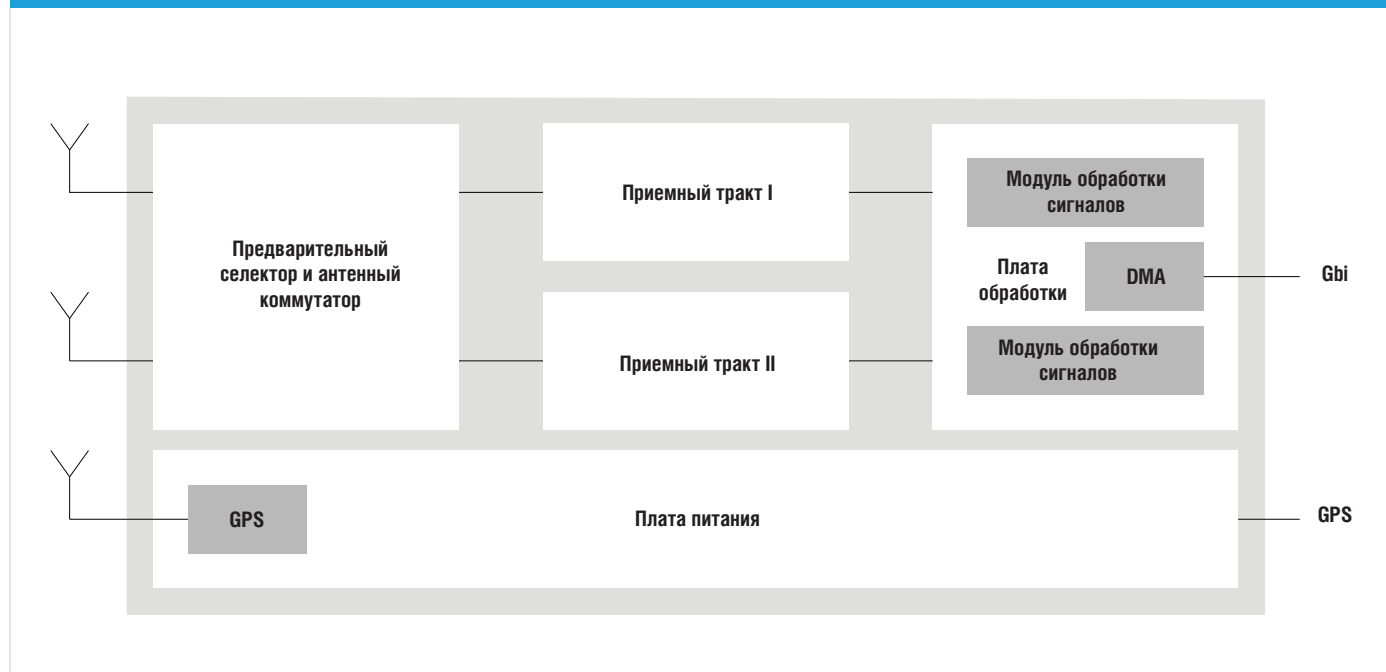 Предварительный
селектор и антенный
коммутатор
Приемный тракт I
Приемный тракт II
Модуль обработки
сигналов
Плата
обработки
DMA
Gbi
Модуль обработки
сигналов
GPS
Плата питания
GPS